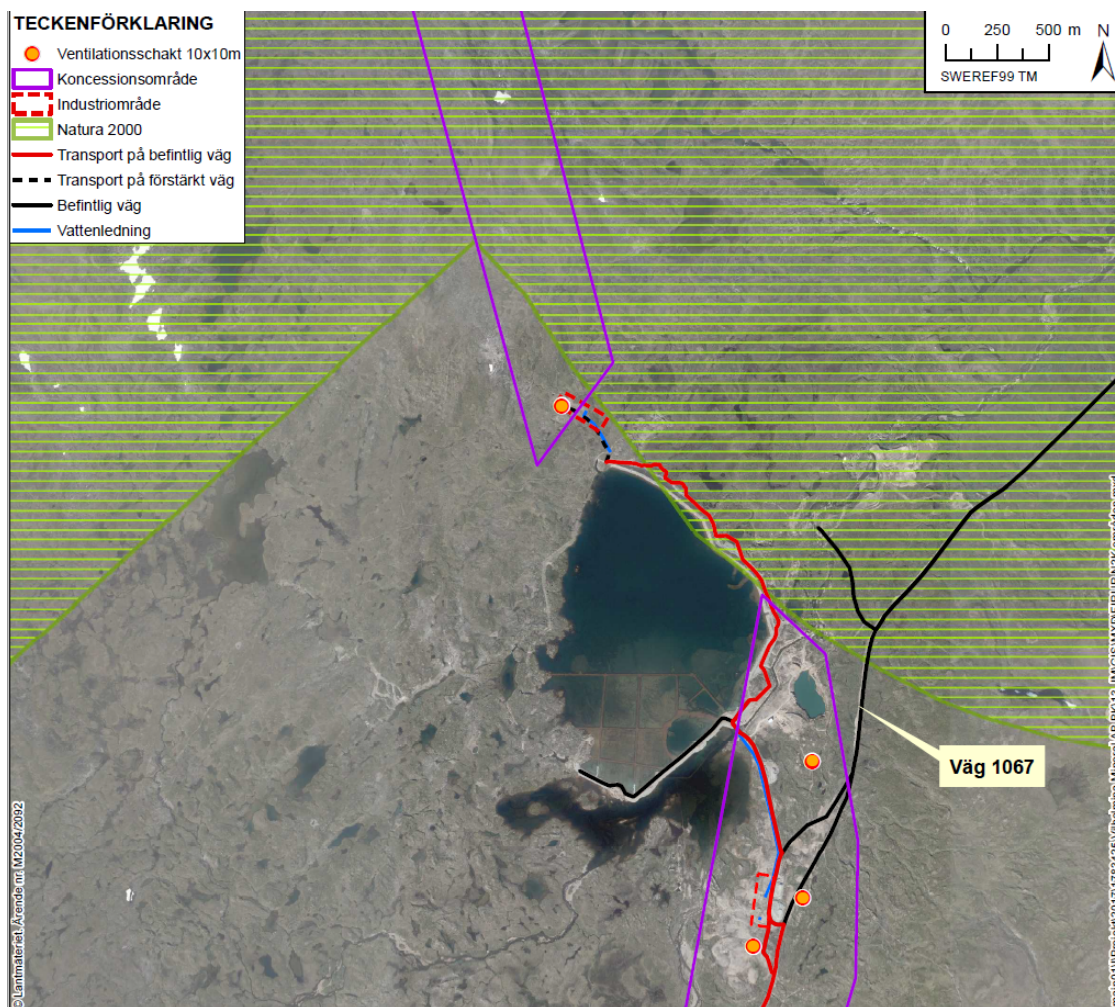 TECKENFÖRKLARING
Ventilationsschakt 10x10m
Koncessionsområde
Industriområde
Natura 2000
Transport på befintlig väg
Transport på förstärkt väg
Befintlig väg
Vattenledning
0 250 500 m
N
SWEREF99 TM
Väg 1067
© Lantmäteriet. Ärende nr. M2004/2092